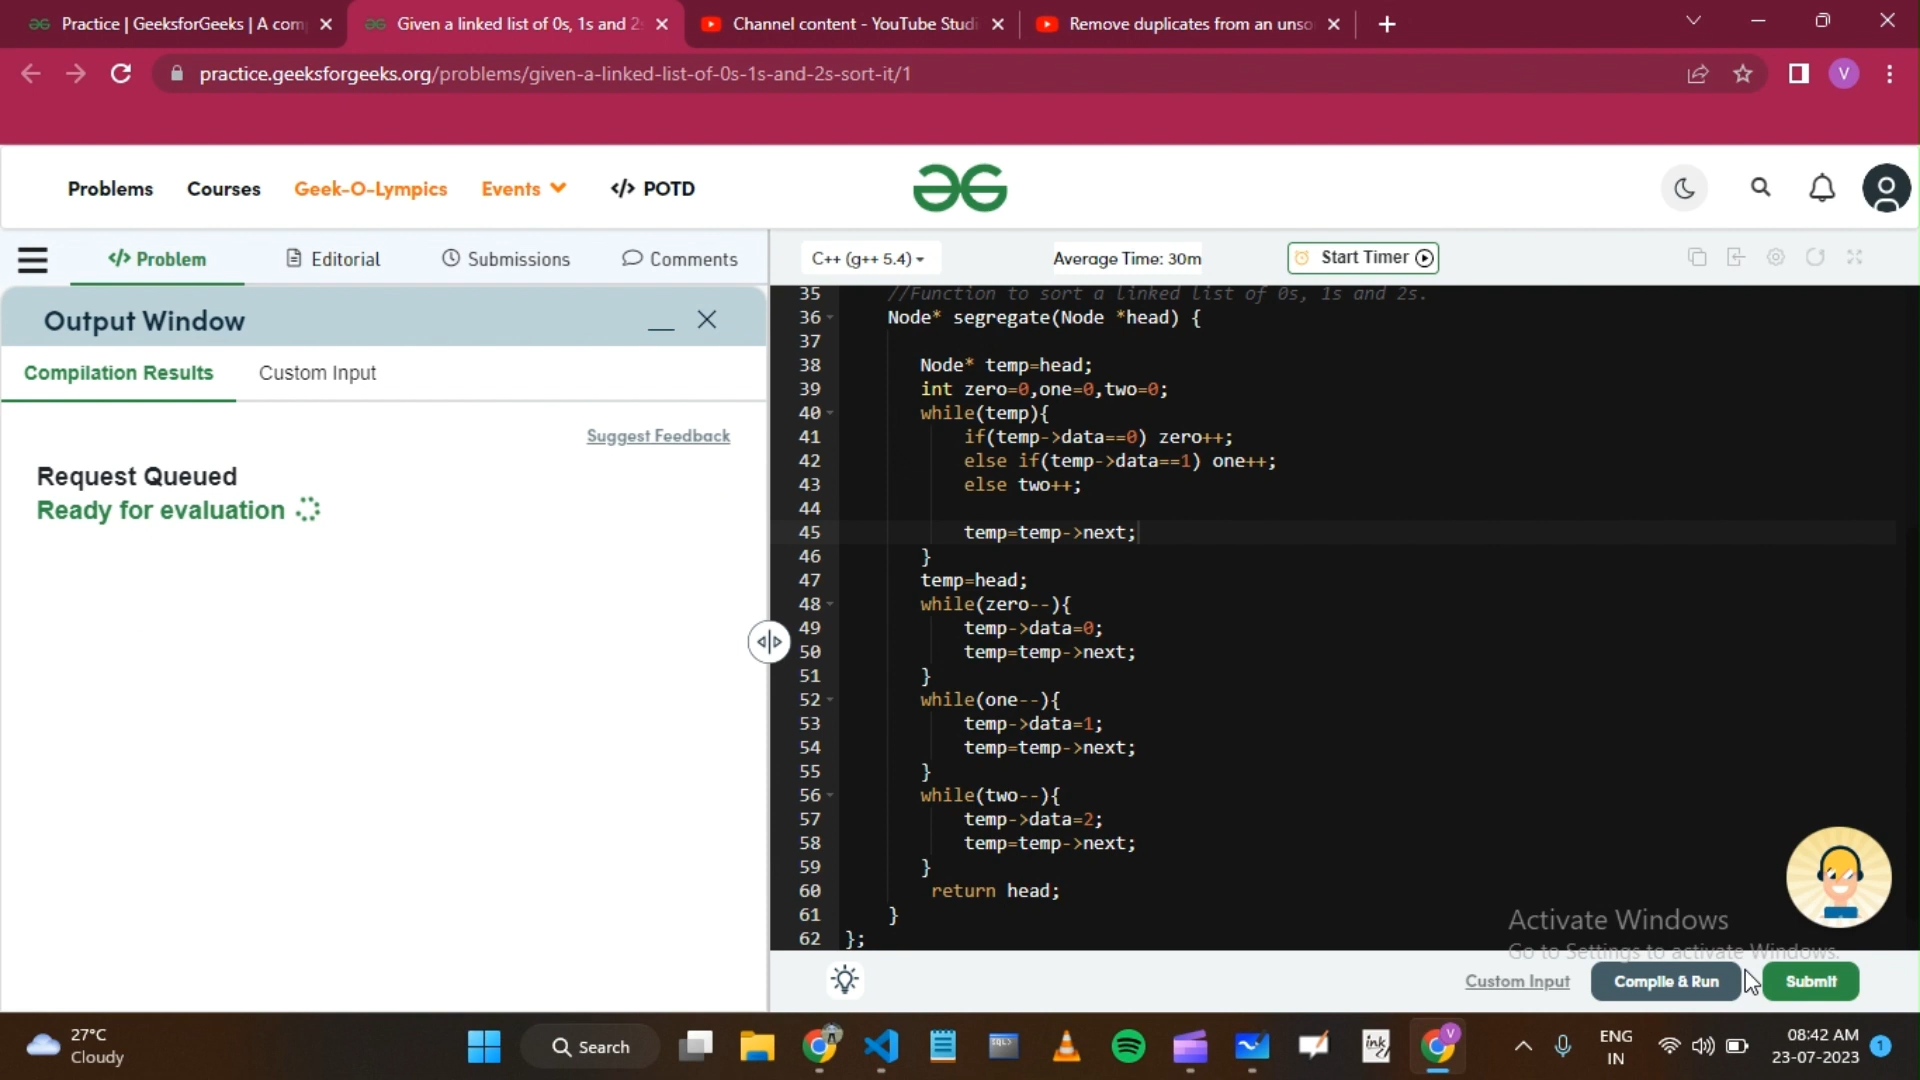 Practice | GeeksforGeeks | A com
Given a linked list of 0s, 1s and 2s
Channel content - YouTube Studi
Remove duplicates from an unso
practice.geeksforgeeks.org/problems/given-a-linked-list-of-0s-1s-and-2s-sort-it/1
V
Problems
Courses
Geek-O-Lympics
Events
</> POTD
</> Problem
Editorial
Submissions
Comments
C++ (g++ 5.4)
Average Time: 30m
Start Timer
Output Window
Compilation Results
Custom Input
Suggest Feedback
Request Queued
Ready for evaluation
35 //Function to sort a linked list of 0s, 1s and 2s.
36 Node* segregate(Node *head) {
37
38 Node* temp=head;
39 int zero=0,one=0,two=0;
40 while(temp){
41 if(temp->data==0) zero++;
42 else if(temp->data==1) one++;
43 else two++;
44
45 temp=temp->next;
46 }
47 temp=head;
48 while(zero--){
49 temp->data=0;
50 temp=temp->next;
51 }
52 while(one--){
53 temp->data=1;
54 temp=temp->next;
55 }
56 while(two--){
57 temp->data=2;
58 temp=temp->next;
59 }
60 return head;
61 }
62 };
Activate Windows
Go to Settings to activate Windows.
Custom Input
Compile & Run
Submit
27°C
Cloudy
Search
SQL>
ink
V
ENG
IN
08:42 AM
23-07-2023
1